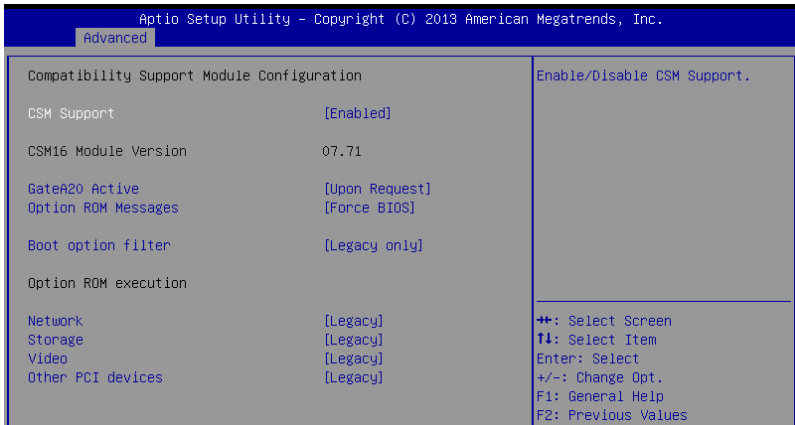 Aptio Setup Utility – Copyright (C) 2013 American Megatrends, Inc.
Advanced
Compatibility Support Module Configuration
CSM Support [Enabled]
CSM16 Module Version 07.71
GateA20 Active [Upon Request]
Option ROM Messages [Force BIOS]
Boot option filter [Legacy only]
Option ROM execution
Network [Legacy]
Storage [Legacy]
Video [Legacy]
Other PCI devices [Legacy]
Enable/Disable CSM Support.
→←: Select Screen
↑↓: Select Item
Enter: Select
+/-: Change Opt.
F1: General Help
F2: Previous Values